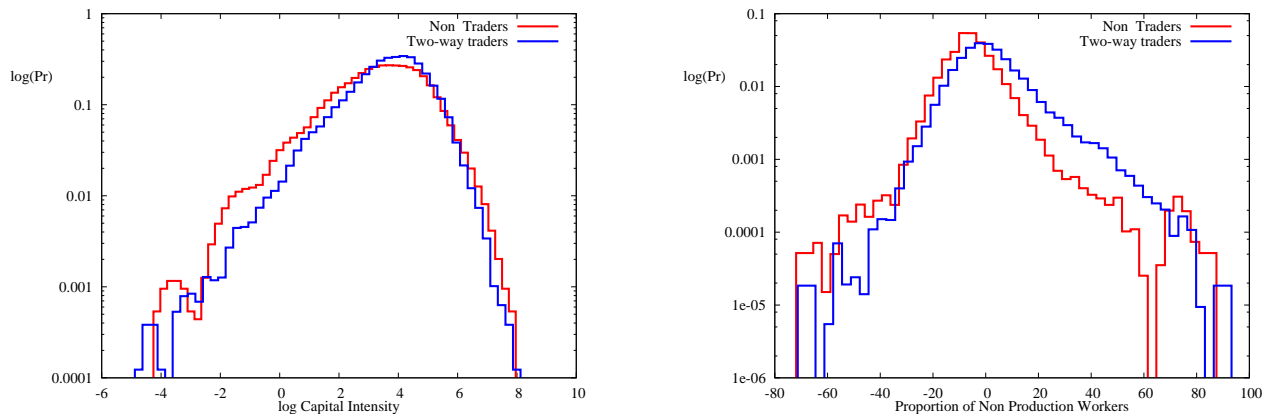 1
0.1
0.01
0.001
0.0001
log(Pr)
Non Traders
Two-way traders
-6 -4 -2 0 2 4 6 8 10
log Capital Intensity
0.1
0.01
0.001
0.0001
1e-05
1e-06
log(Pr)
Non Traders
Two-way traders
-80 -60 -40 -20 0 20 40 60 80 100
Proportion of Non Production Workers